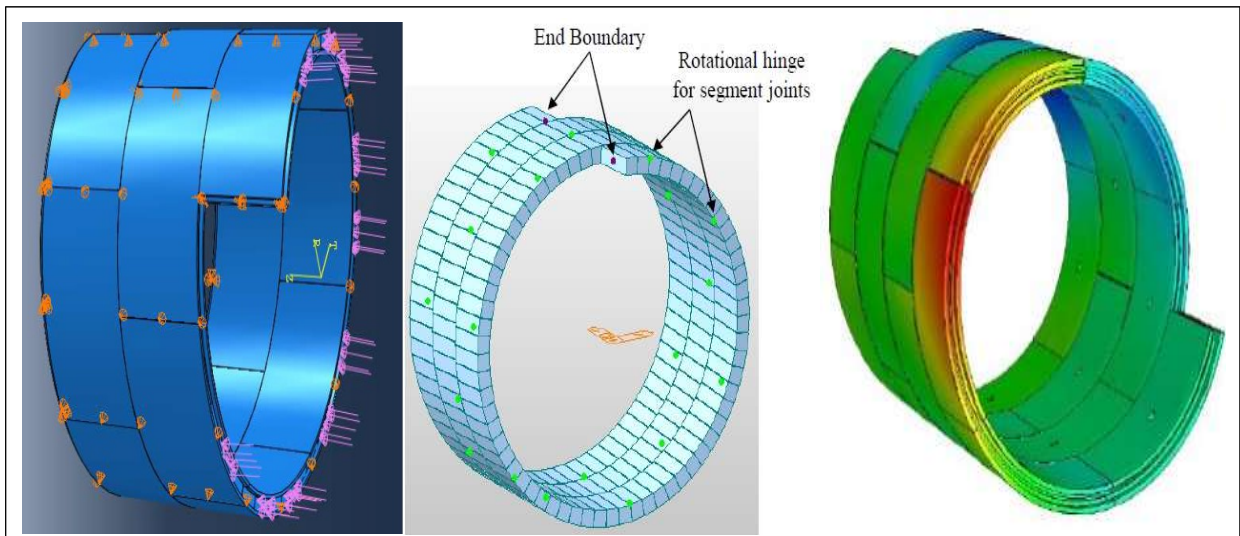 End Boundary
Rotational hinge
for segment joints
T
R
Z